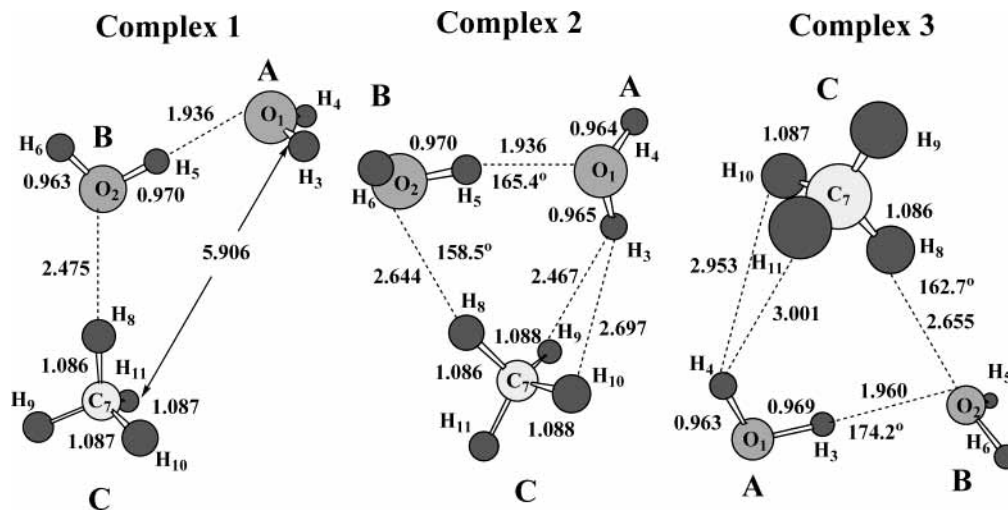 Complex 1
A
1.936
H4
B
O1
H6
H5
H3
0.963
O2
0.970
5.906
2.475
H8
1.086
H11
H9
C7
1.087
1.087
H10
C
Complex 2
B
A
0.964
0.970
1.936
H4
O2
O1
H6
H5
165.4°
0.965
H3
158.5°
2.467
2.644
H8
H9
2.697
1.088
1.086
C7
H10
H11
1.088
C
Complex 3
C
1.087
H9
H10
C7
1.086
H8
2.953
H11
162.7°
3.001
2.655
H4
1.960
0.969
O2
0.963
O1
174.2°
H3
H6
A
B